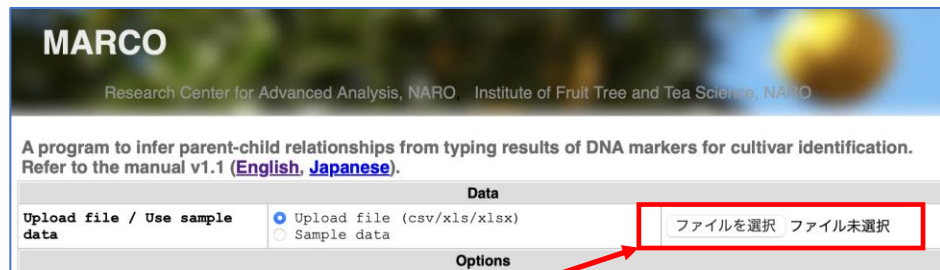 MARCO
Research Center for Advanced Analysis, NARO, Institute of Fruit Tree and Tea Science, NARO
A program to infer parent-child relationships from typing results of DNA markers for cultivar identification.
Refer to the manual v1.1 (English, Japanese).
Data
Upload file / Use sample data
Upload file (csv/xls/xlsx)
Sample data
ファイルを選択 ファイル未選択
Options